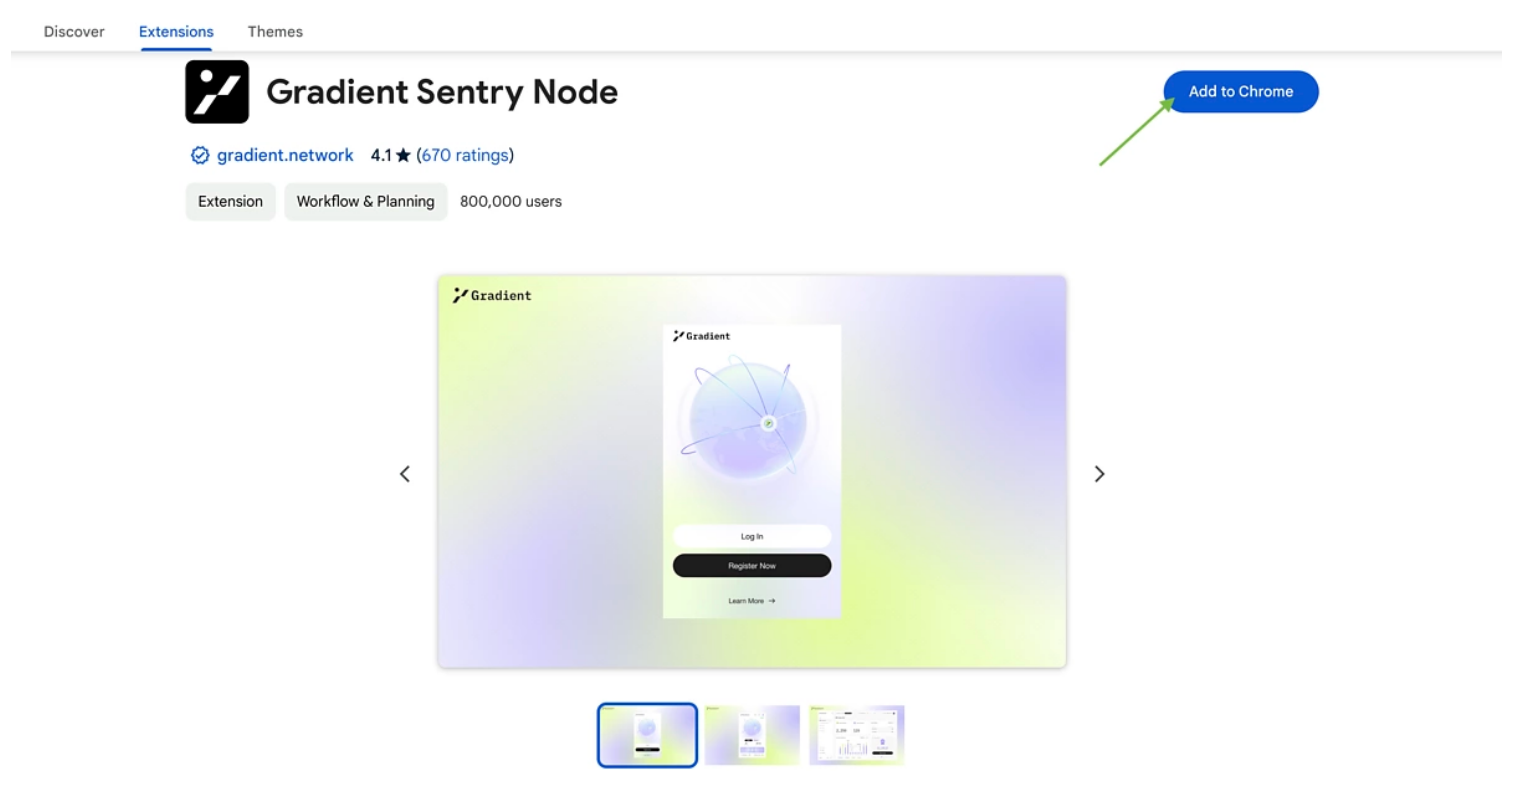 Discover Extensions Themes
Gradient Sentry Node
Add to Chrome
gradient.network 4.1★ (670 ratings)
Extension Workflow & Planning 800,000 users
Gradient
Gradient
Log In
Register Now
Learn More →